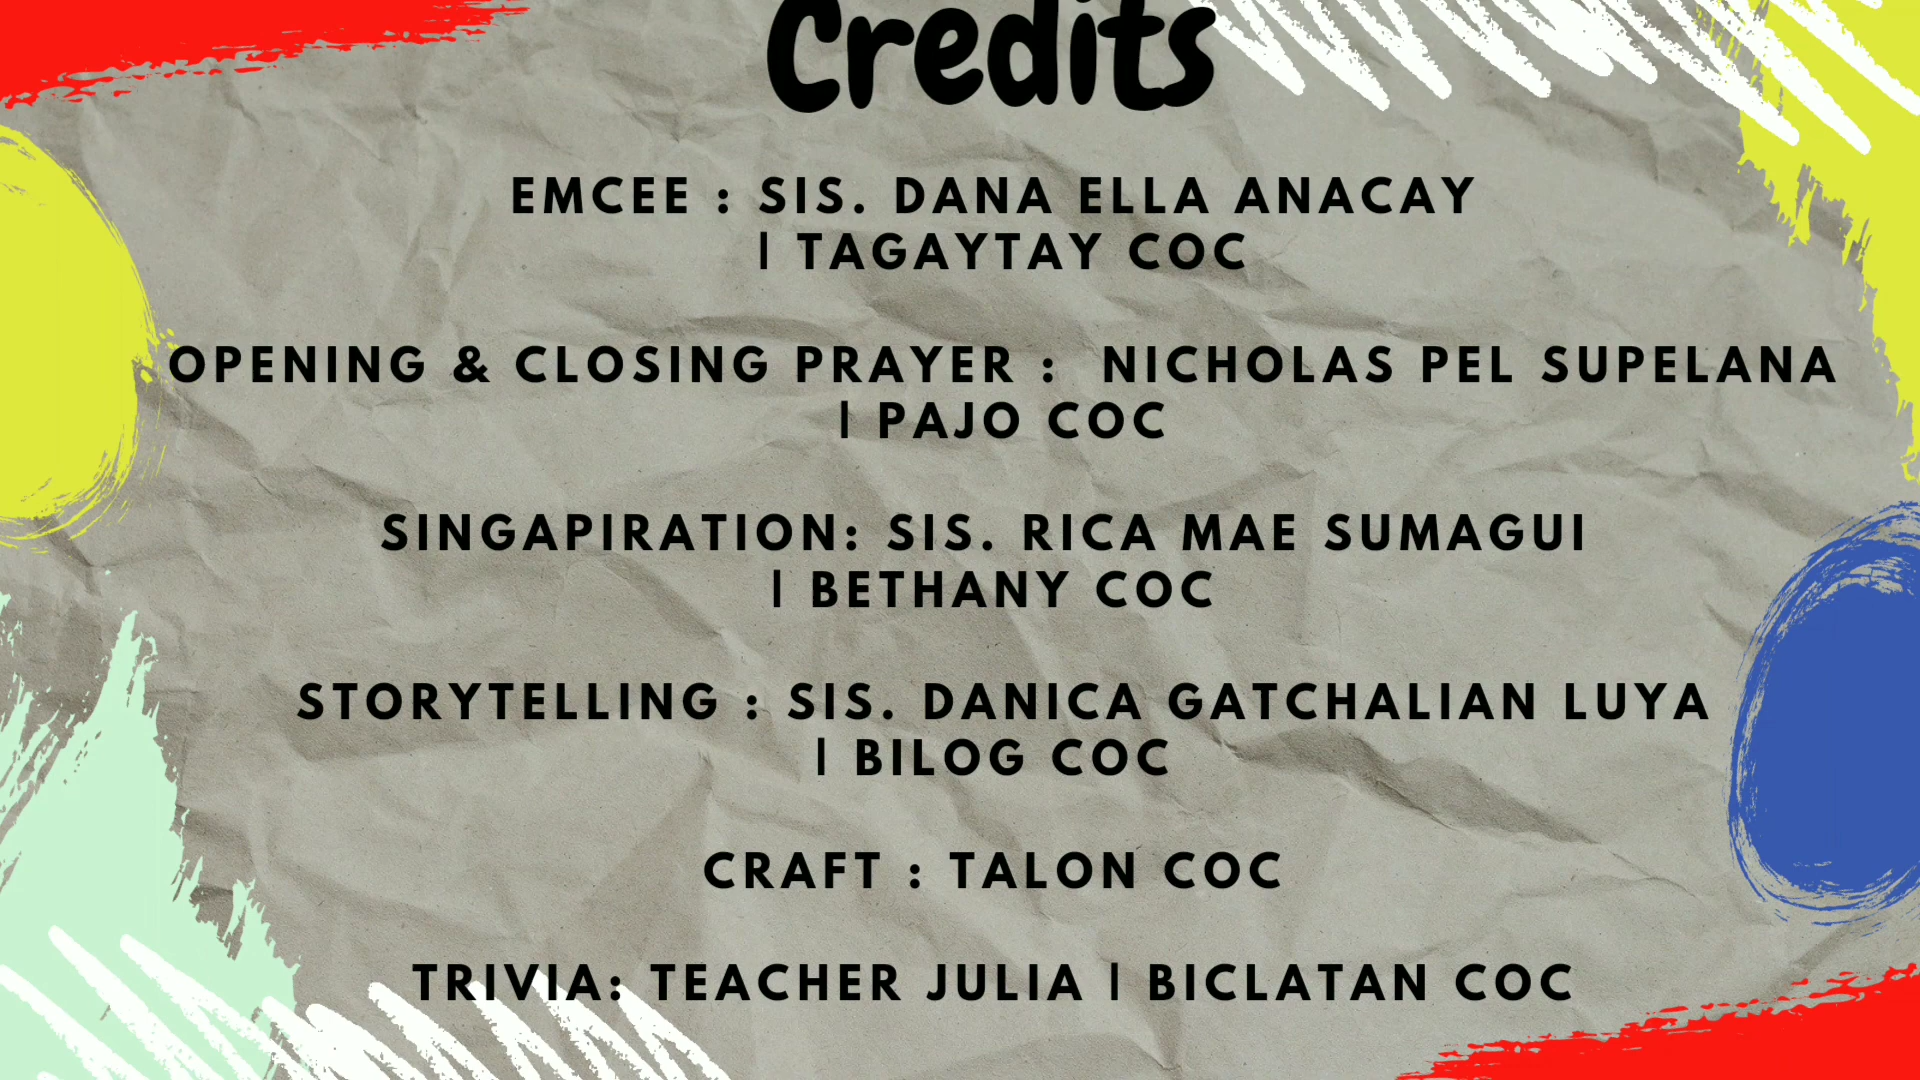 Credits
EMCEE : SIS. DANA ELLA ANACAY
| TAGAYTAY COC
OPENING & CLOSING PRAYER : NICHOLAS PEL SUPELANA
| PAJO COC
SINGAPIRATION: SIS. RICA MAE SUMAGUI
| BETHANY COC
STORYTELLING : SIS. DANICA GATCHALIAN LUYA
| BILOG COC
CRAFT : TALON COC
TRIVIA: TEACHER JULIA | BICLATAN COC